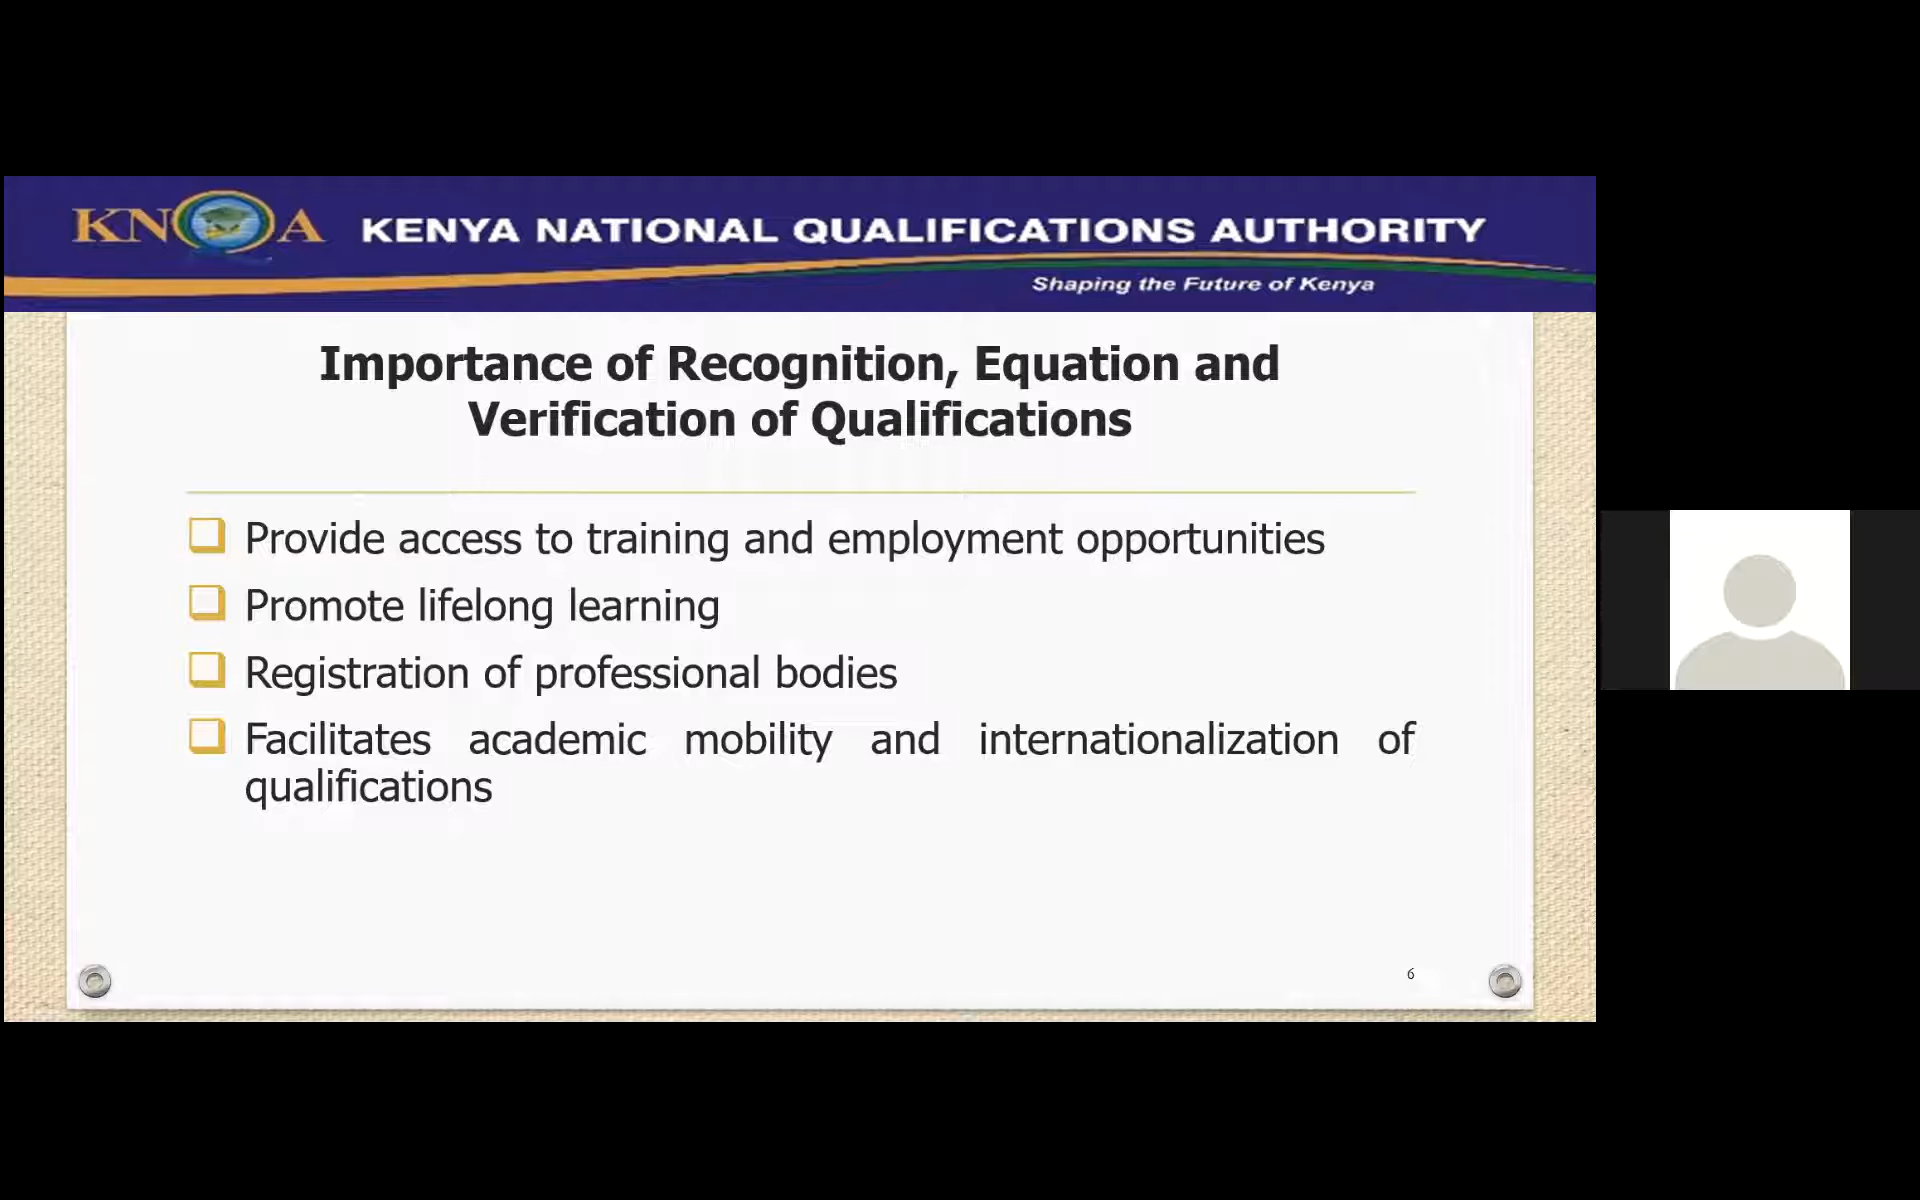 KNQA KENYA NATIONAL QUALIFICATIONS AUTHORITY
Shaping the Future of Kenya
Importance of Recognition, Equation and
Verification of Qualifications
Provide access to training and employment opportunities
Promote lifelong learning
Registration of professional bodies
Facilitates academic mobility and internationalization of
qualifications
6